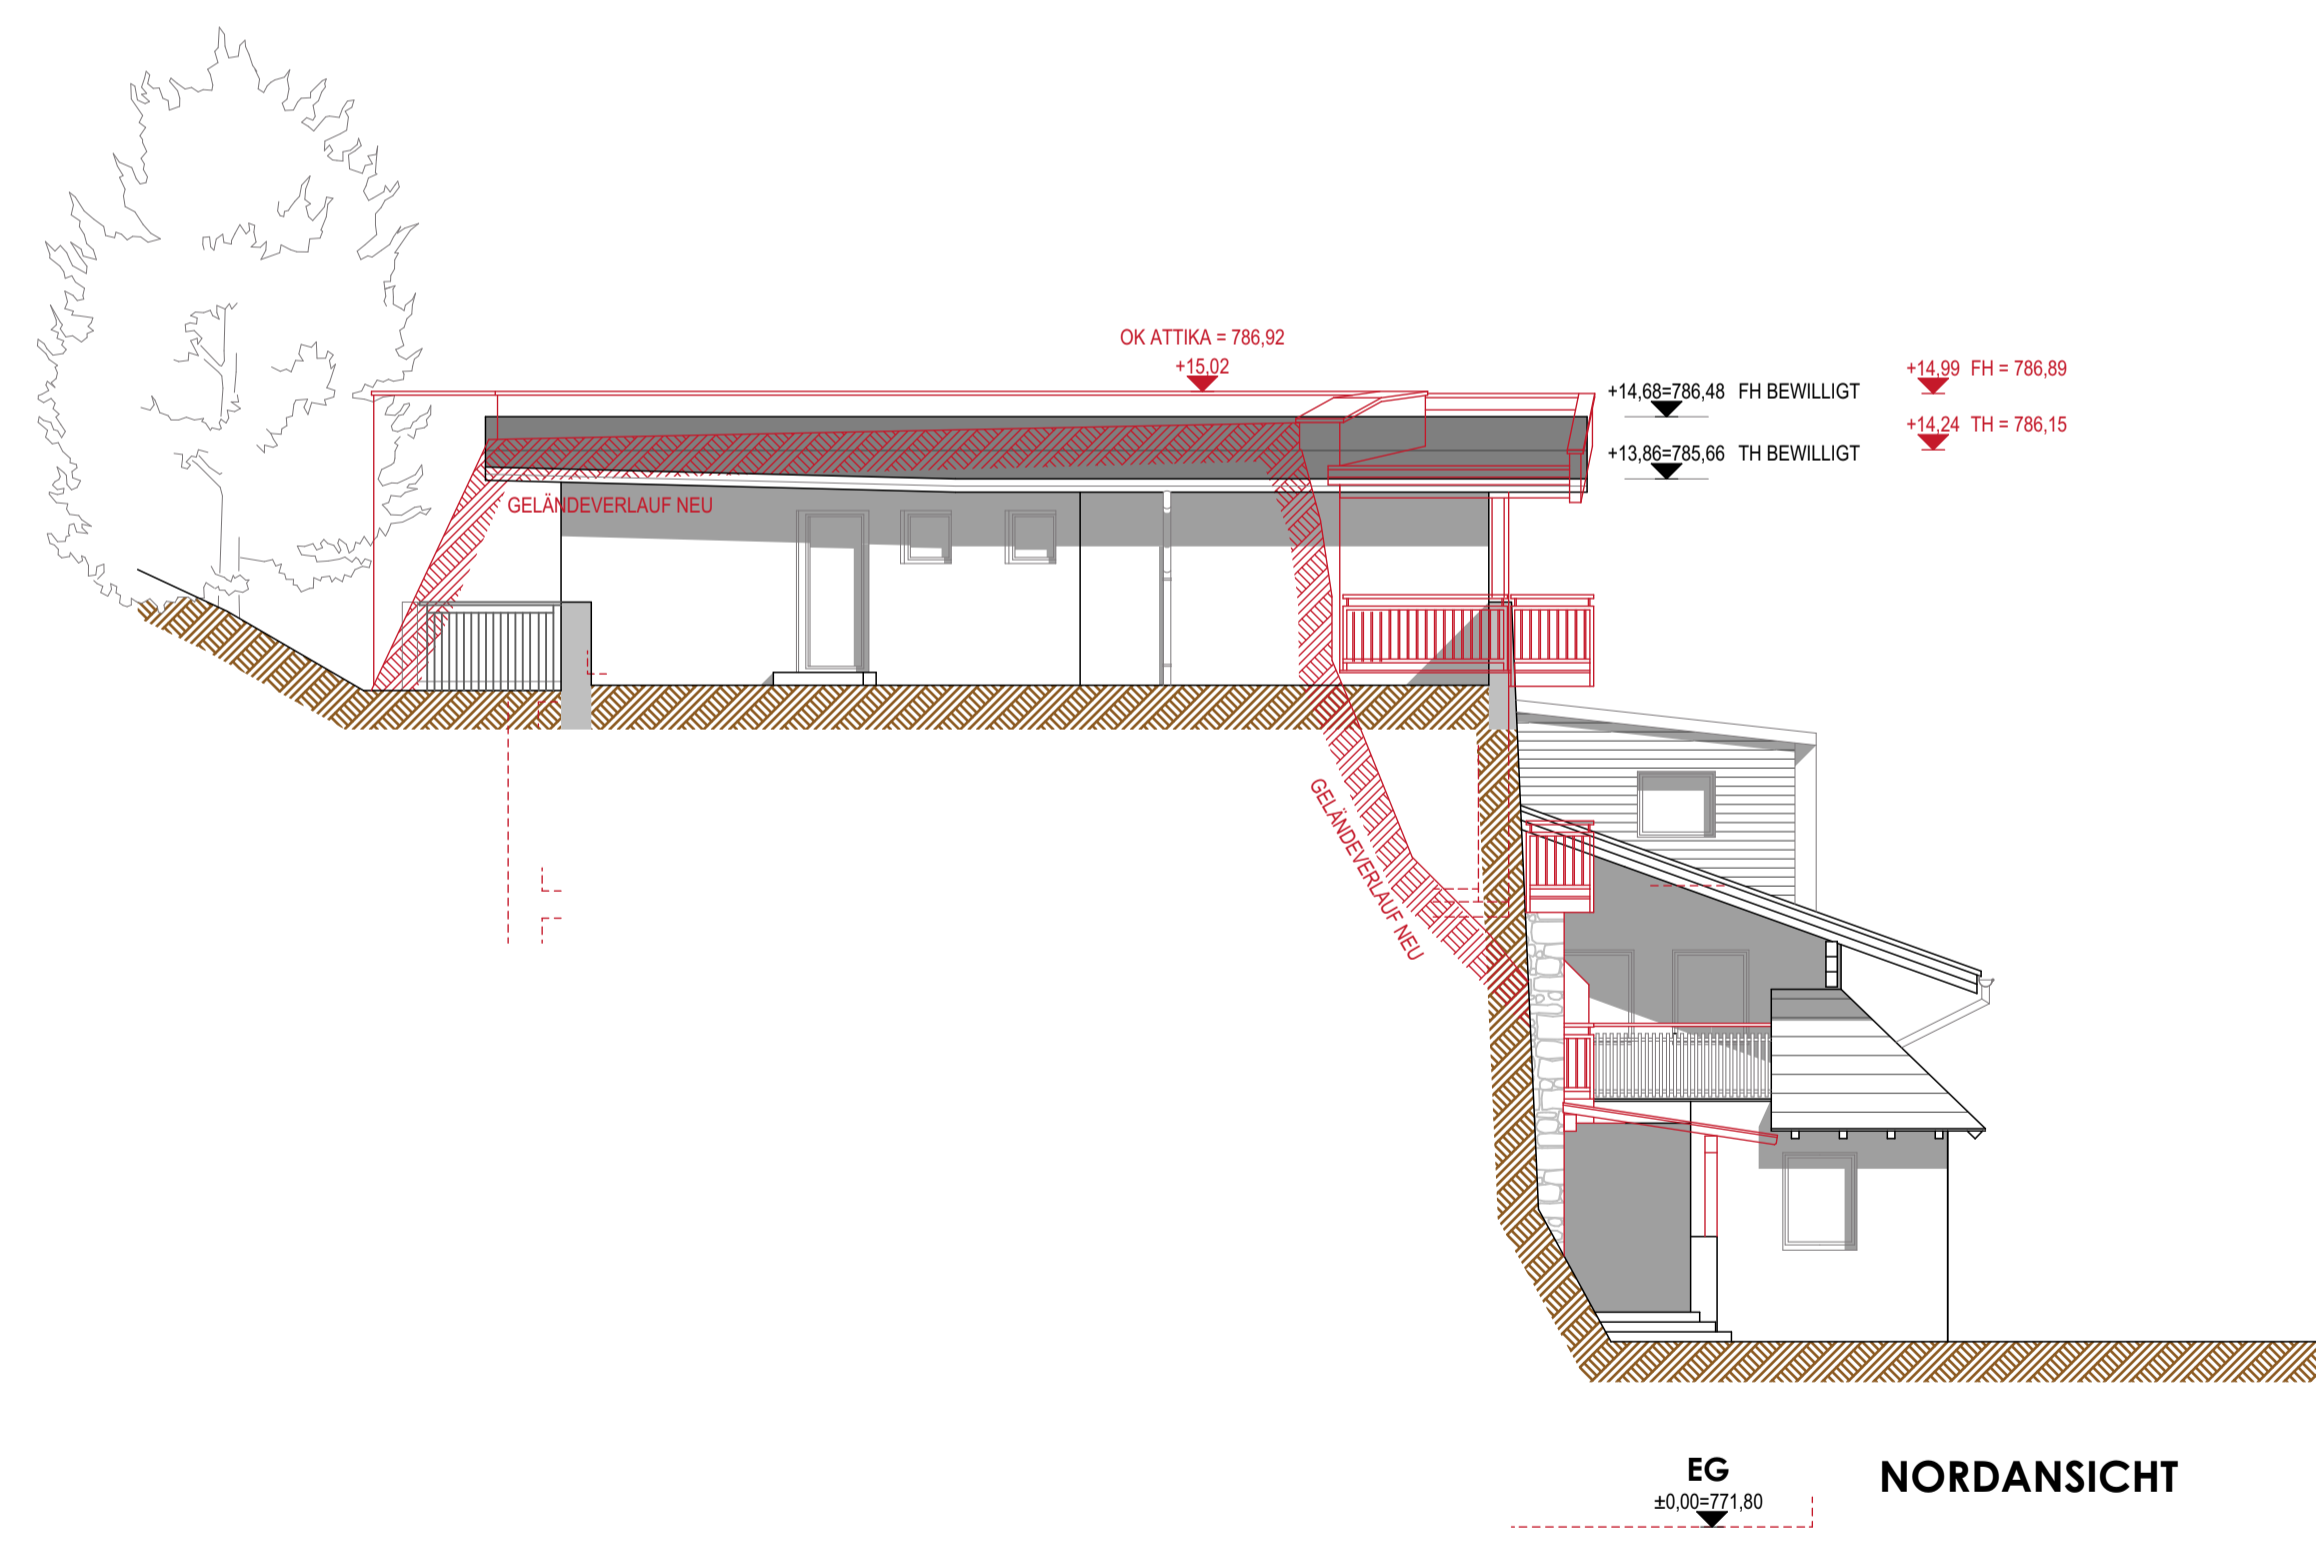 OK ATTIKA = 786,92
+15,02
+14,99 FH = 786,89
+14,68=786,48 FH BEWILLIGT
+14,24 TH = 786,15
+13,86=785,66 TH BEWILLIGT
GELÄNDEVERLAUF NEU
GELÄNDEVERLAUF NEU
EG
±0,00=771,80
NORDANSICHT